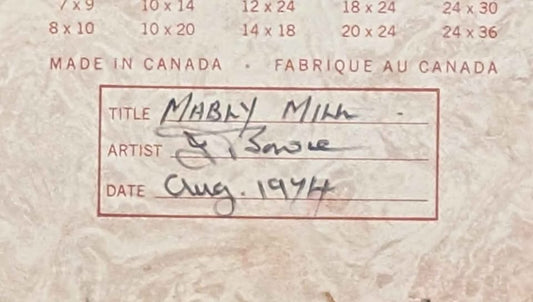 7 x 9 10 x 14 12 x 24 18 x 24 24 x 30
8 x 10 10 x 20 14 x 18 20 x 24 24 x 36
MADE IN CANADA · FABRIQUE AU CANADA
TITLE MABLY MILL -
ARTIST
DATE Aug. 1974